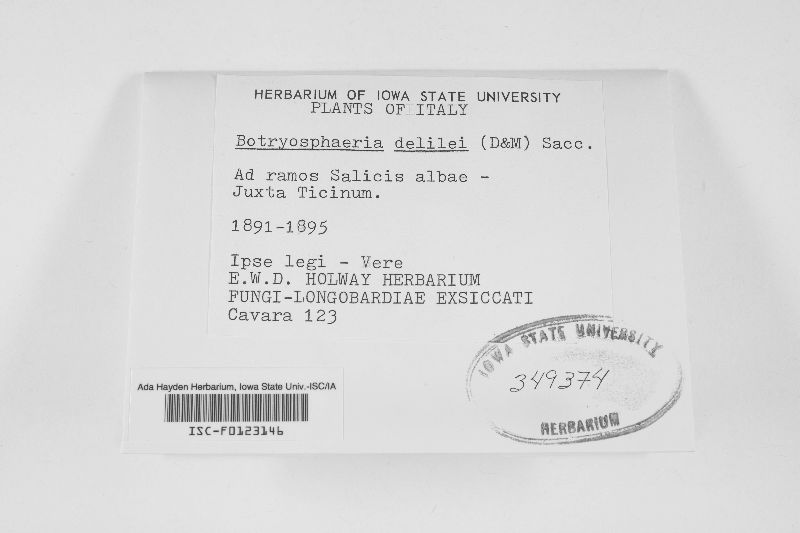 HERBARIUM OF IOWA STATE UNIVERSITY
PLANTS OF ITALY
Botryosphaeria delilei (D&M) Sacc.
Ad ramos Salicis albae -
Juxta Ticinum.
1891-1895
Ipse legi - Vere
E.W.D. HOLWAY HERBARIUM
FUNGI-LONGOBARDIAE EXSICCATI
Cavara 123
IOWA STATE UNIVERSITY
349374
HERBARIUM
Ada Hayden Herbarium, Iowa State Univ.-ISC/IA
ISC-F0123146